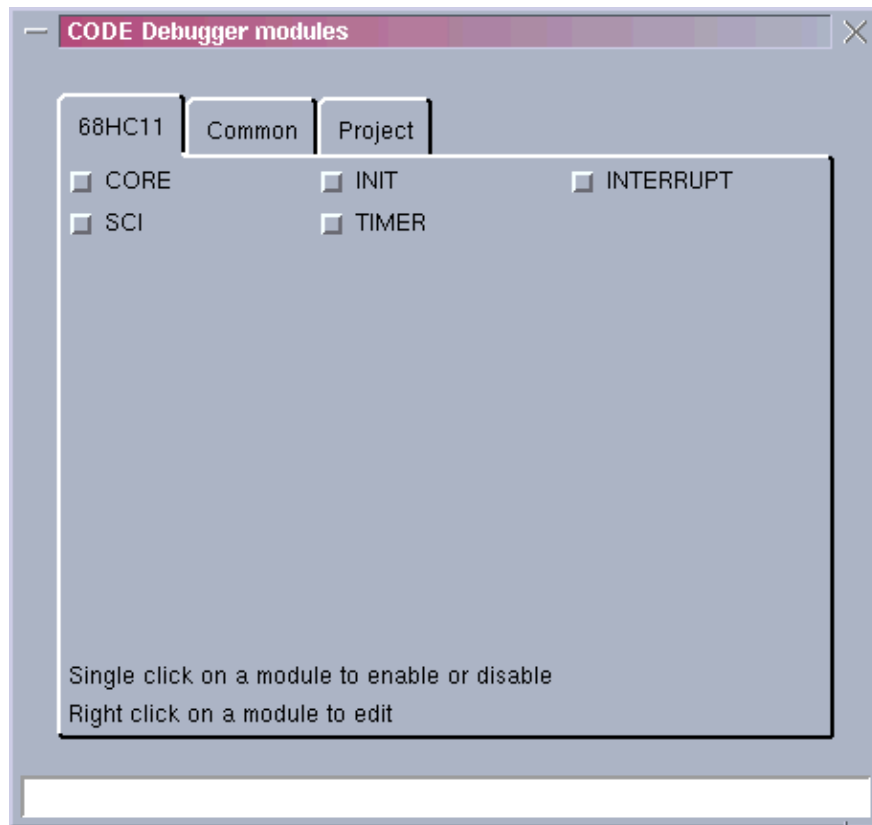 CODE Debugger modules
68HC11 Common Project
CORE INIT INTERRUPT
SCI TIMER
Single click on a module to enable or disable
Right click on a module to edit